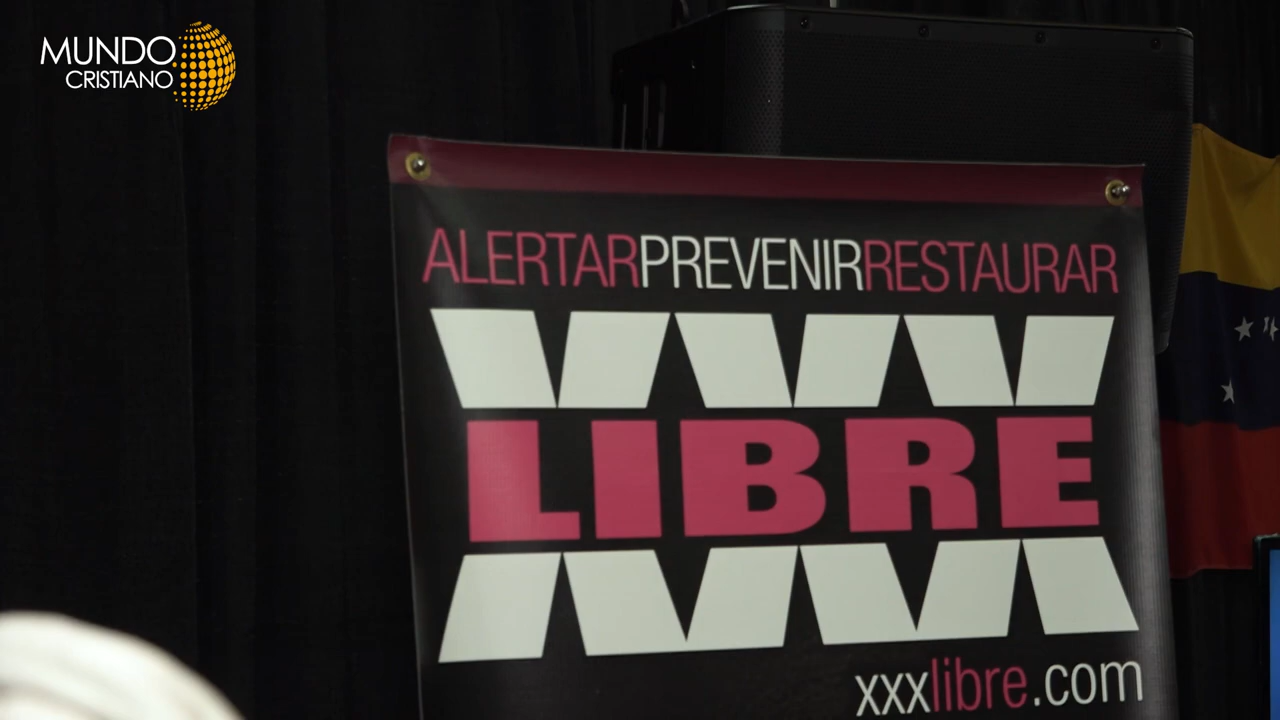 MUNDO
CRISTIANO
ALERTARPREVENIRRESTAURAR
XXX
LIBRE
xxxlibre.com